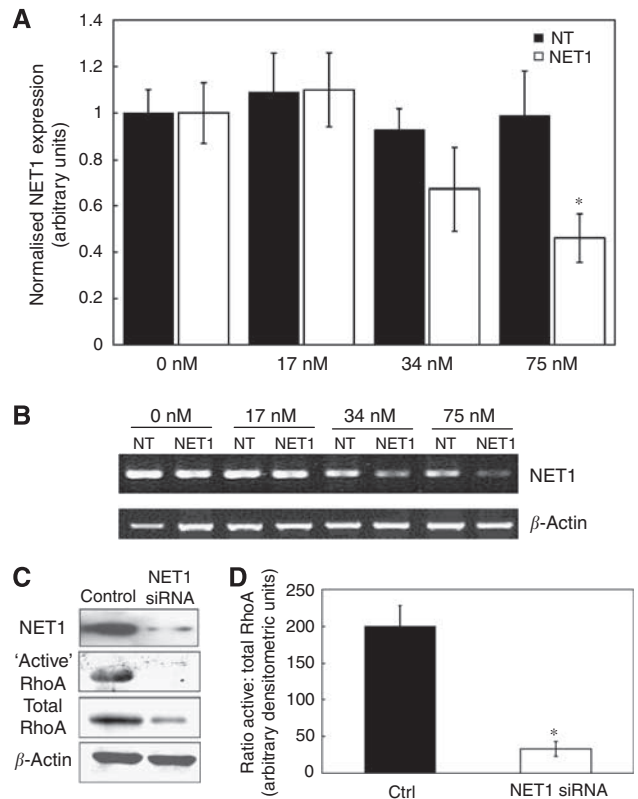 A
Normalised NET1 expression
(arbitrary units)
1.4
1.2
1
0.8
0.6
0.4
0.2
0
NT
NET1
*
0 nM 17 nM 34 nM 75 nM
B
0 nM 17 nM 34 nM 75 nM
NT NET1 NT NET1 NT NET1 NT NET1
NET1
β-Actin
C
Control NET1
siRNA
NET1
'Active'
RhoA
Total
RhoA
β-Actin
D
Ratio active: total RhoA
(arbitrary densitometric units)
250
200
150
100
50
0
*
Ctrl NET1 siRNA